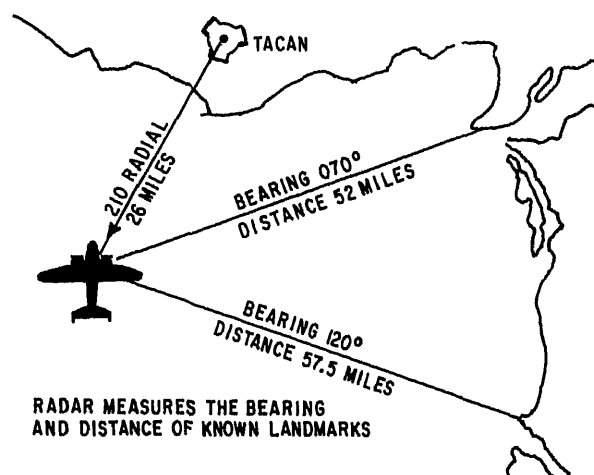 TACAN
210 RADIAL
26 MILES
BEARING 070°
DISTANCE 52 MILES
BEARING 120°
DISTANCE 57.5 MILES
RADAR MEASURES THE BEARING
AND DISTANCE OF KNOWN LANDMARKS